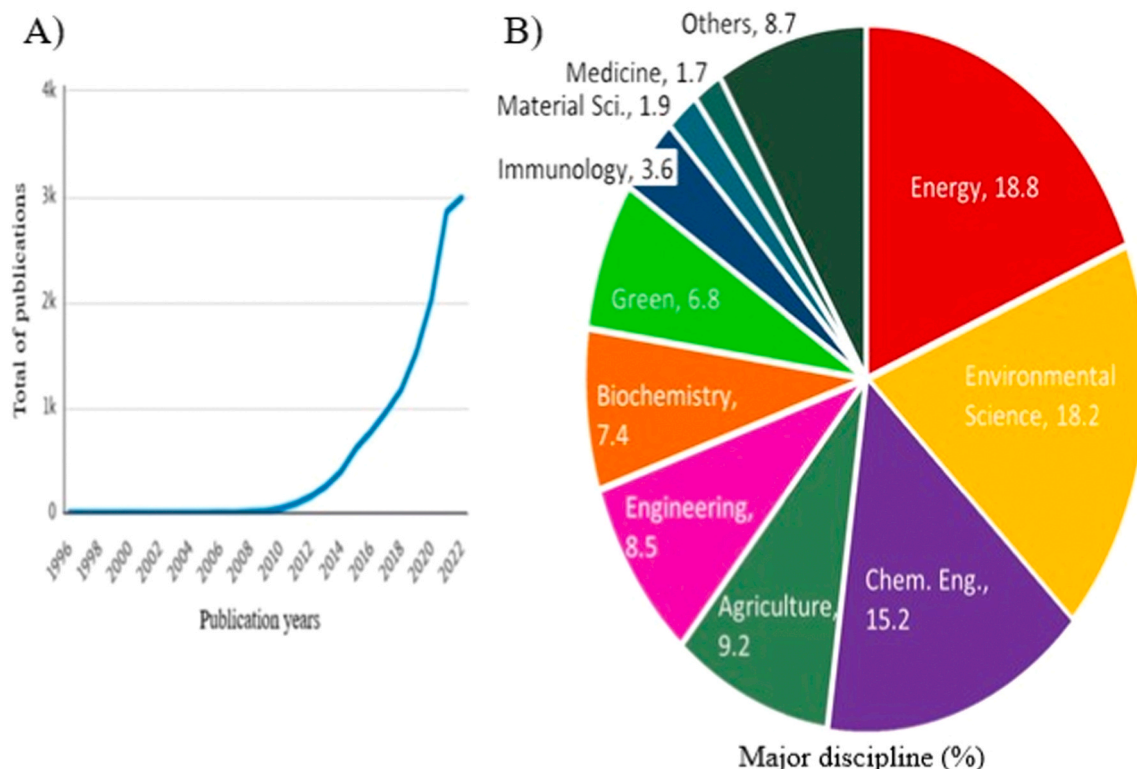 A)
Total of publications
4k
3k
2k
1k
0
1996
1998
2000
2002
2004
2006
2008
2010
2012
2014
2016
2018
2020
2022
Publication years
B)
Others, 8.7
Medicine, 1.7
Material Sci., 1.9
Immunology, 3.6
Energy, 18.8
Green, 6.8
Environmental
Science, 18.2
Biochemistry,
7.4
Engineering,
8.5
Chem. Eng.,
15.2
Agriculture,
9.2
Major discipline (%)